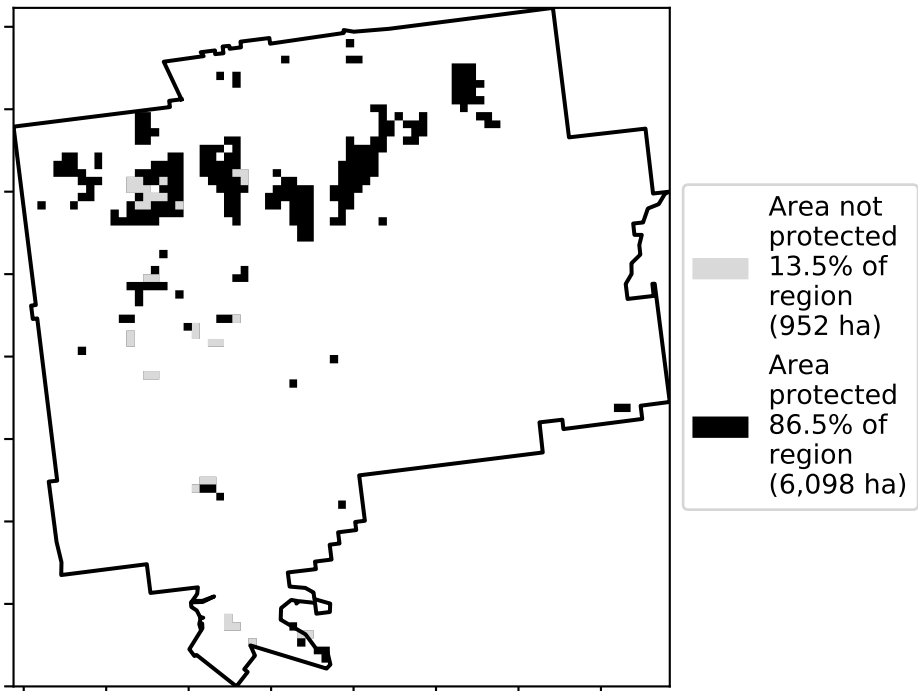 Area not
protected
13.5% of
region
(952 ha)
Area
protected
86.5% of
region
(6,098 ha)